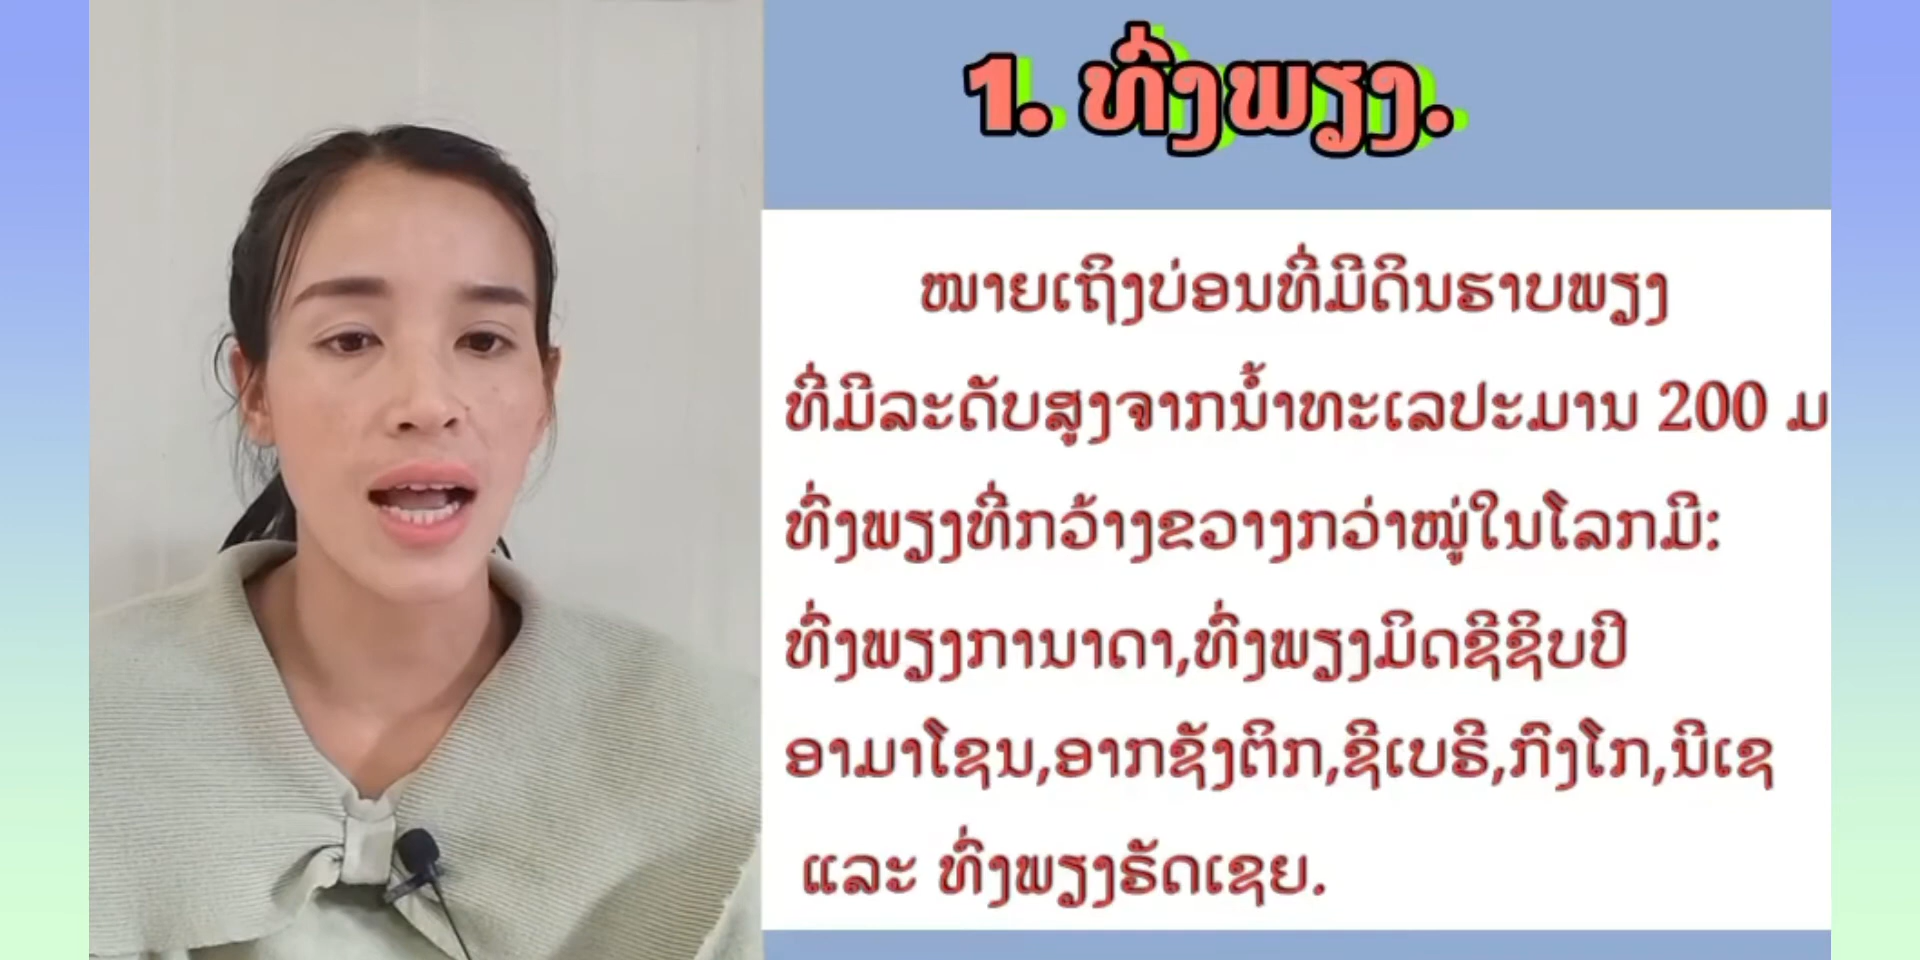 1. ທົ່ງພຽງ.
ໝາຍເຖິງບ່ອນທີ່ມີດິນຮາບພຽງ
ທີ່ມີລະດັບສູງຈາກນ້ຳທະເລປະມານ 200 ມ
ທົ່ງພຽງທີ່ກວ້າງຂວາງກວ່າໝູ່ໃນໂລກມີ:
ທົ່ງພຽງການາດາ,ທົ່ງພຽງມິດຊີຊິບປີ
ອາມາໂຊນ,ອາກຊັງຕິກ,ຊີເບຣີ,ກົງໂກ,ນີເຊ
ແລະ ທົ່ງພຽງຣັດເຊຍ.